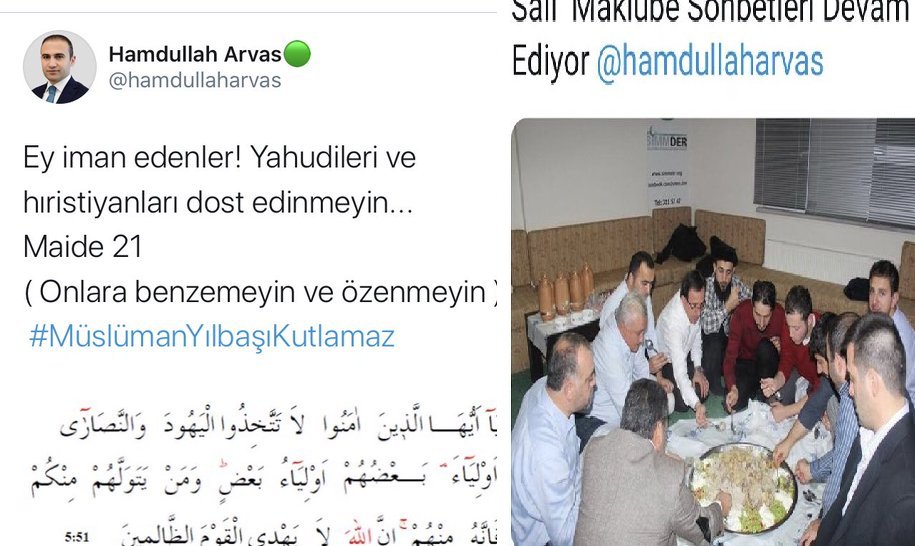 Hamdullah Arvas
@hamdullaharvas
Ey iman edenler! Yahudileri ve
hıristiyanları dost edinmeyin...
Maide 21
( Onlara benzemeyin ve özenmeyin )
#MüslümanYılbaşıKutlamaz
يَٓا اَيُّهَا الَّذ۪ينَ اٰمَنُوا لَا تَتَّخِذُوا الْيَهُودَ وَالنَّصَارٰٓى
اَوْلِيَٓاءَۢ بَعْضُهُمْ اَوْلِيَٓاءُ بَعْضٍۜ وَمَنْ يَتَوَلَّهُمْ مِنْكُمْ
فَاِنَّهُ مِنْهُمْۜ اِنَّ اللّٰهَ لَا يَهْدِي الْقَوْمَ الظَّالِم۪ينَ
5:51
Salı Maklube Sohbetleri Devam
Ediyor @hamdullaharvas
SİMMDER